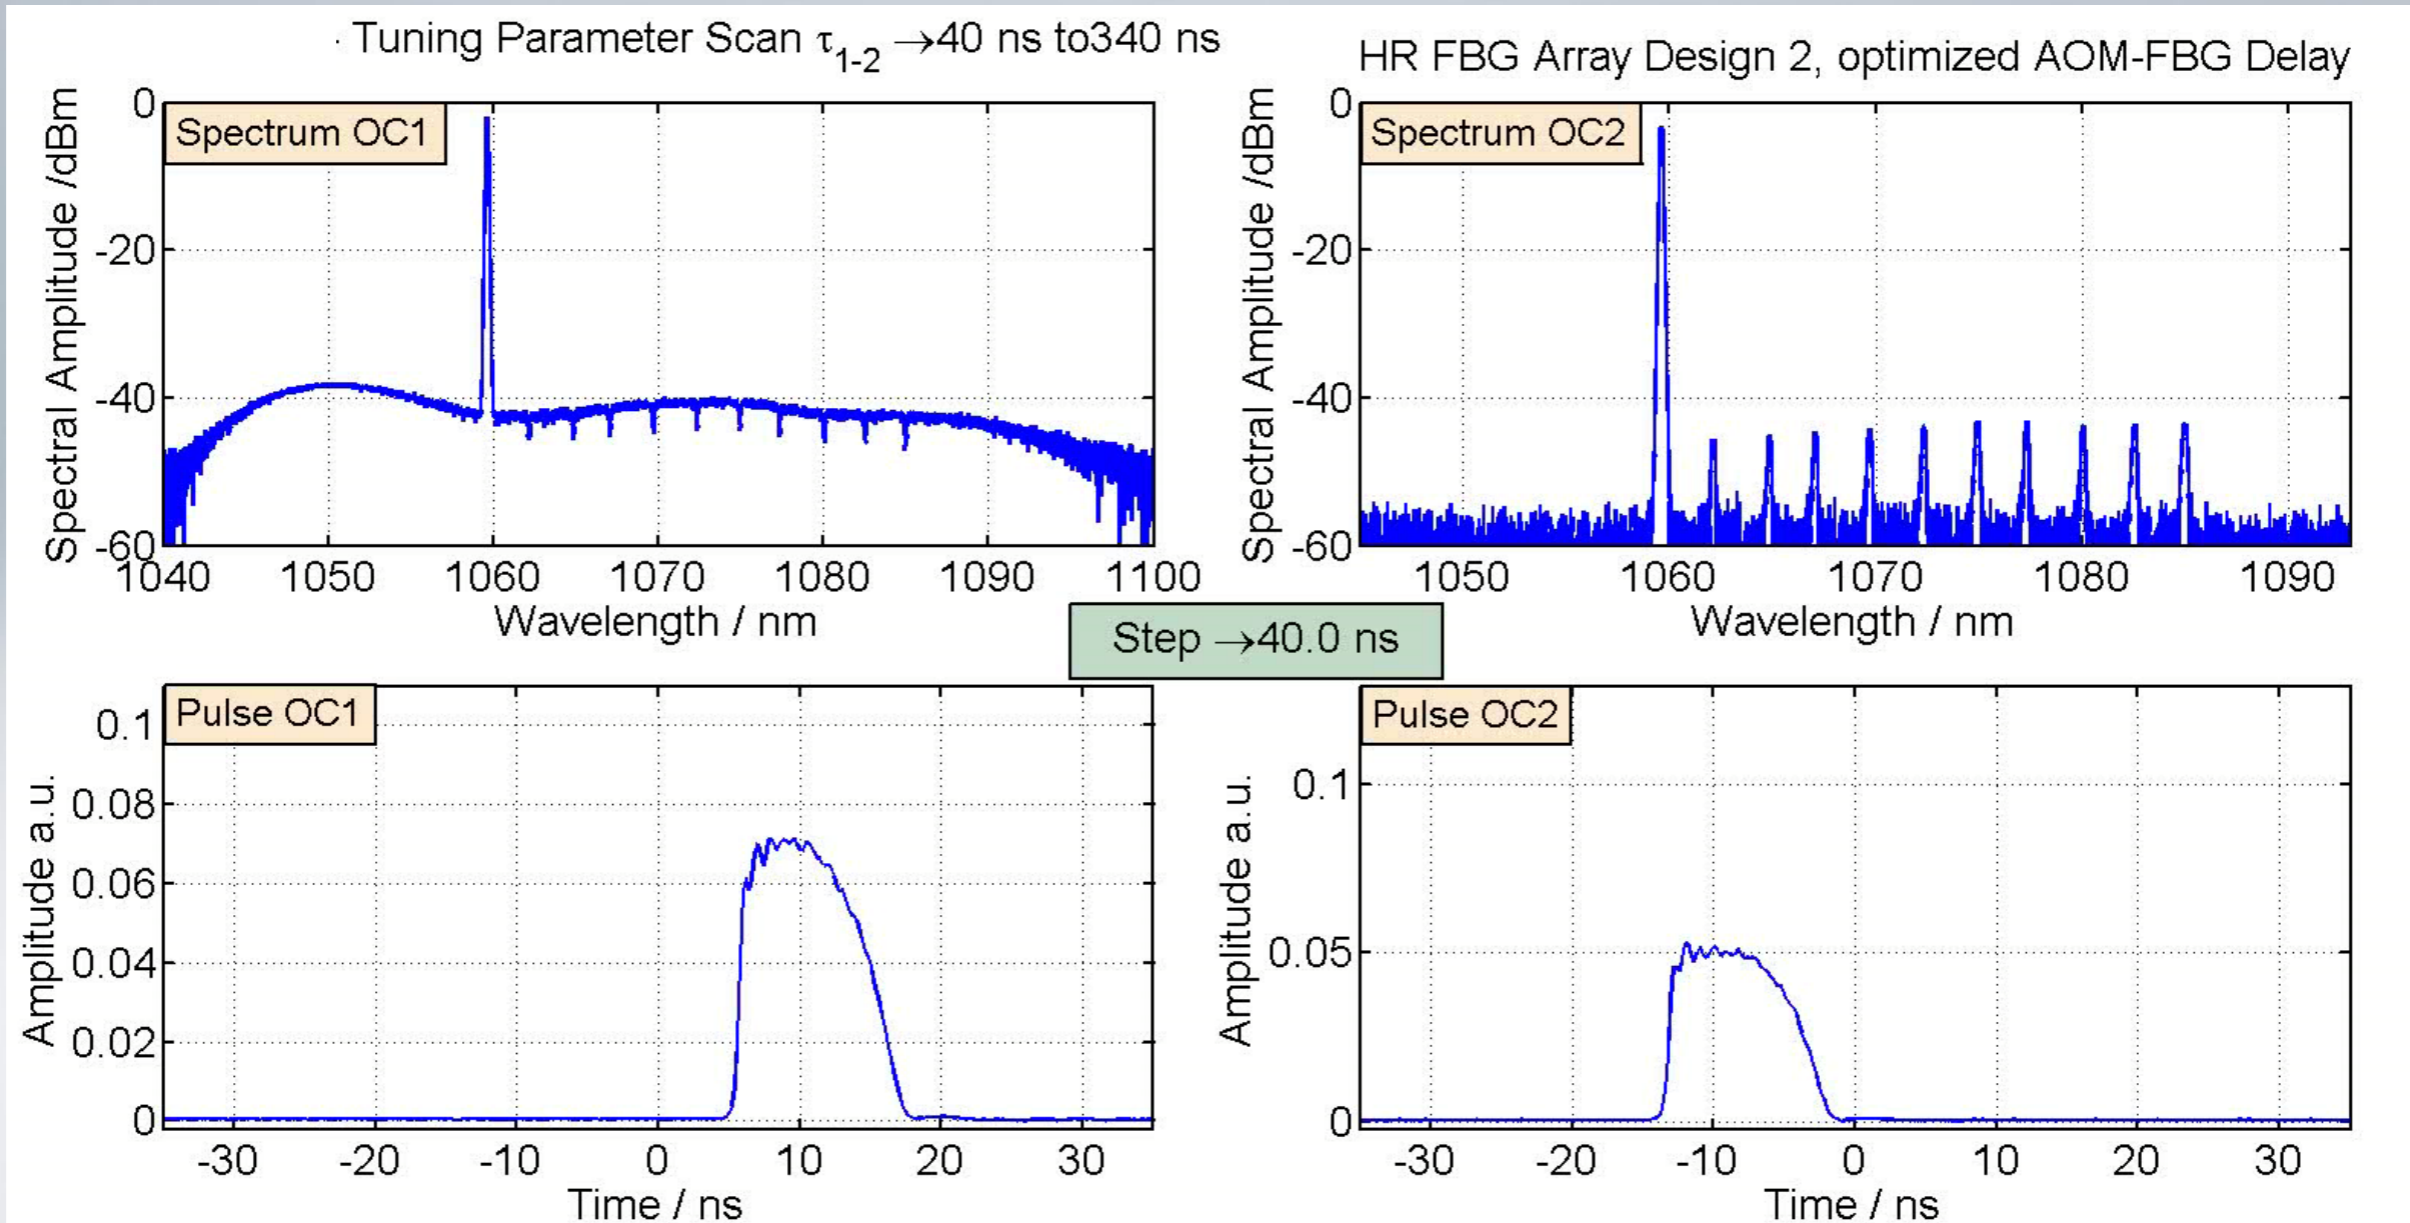 · Tuning Parameter Scan τ1-2 →40 ns to340 ns
HR FBG Array Design 2, optimized AOM-FBG Delay
Spectrum OC1
Spectral Amplitude /dBm
0
-20
-40
-60
1040 1050 1060 1070 1080 1090 1100
Wavelength / nm
Spectrum OC2
Spectral Amplitude /dBm
0
-20
-40
-60
1050 1060 1070 1080 1090
Wavelength / nm
Step →40.0 ns
Pulse OC1
Amplitude a.u.
0.1
0.08
0.06
0.04
0.02
0
-30 -20 -10 0 10 20 30
Time / ns
Pulse OC2
Amplitude a.u.
0.1
0.05
0
-30 -20 -10 0 10 20 30
Time / ns